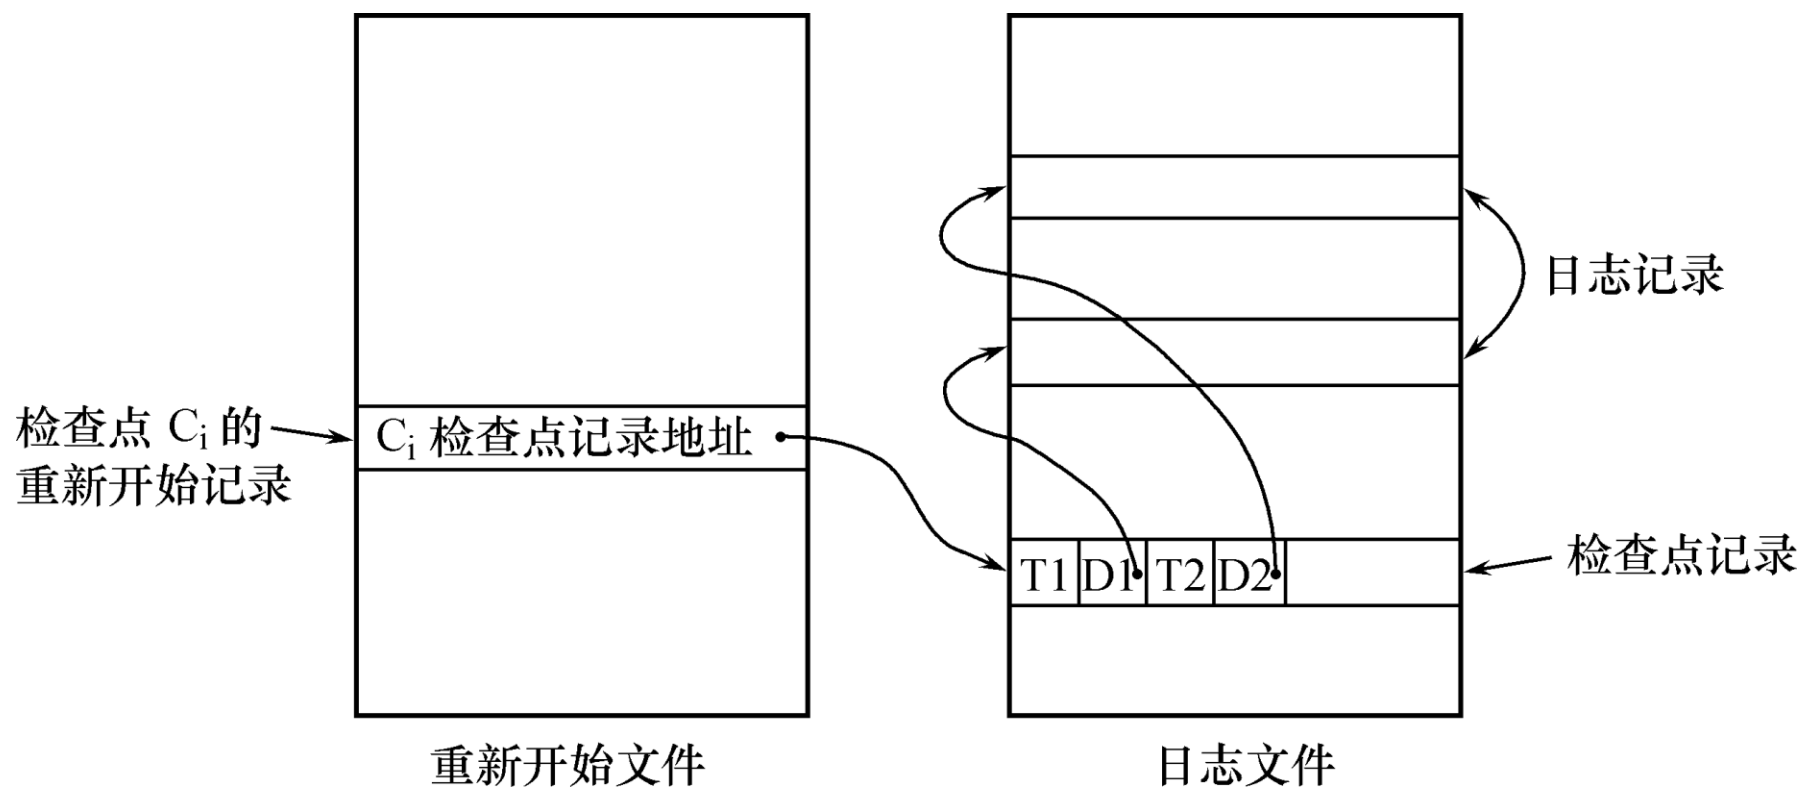 日志记录
检查点 Ci 的
重新开始记录
Ci 检查点记录地址
T1 D1 T2 D2
检查点记录
重新开始文件
日志文件